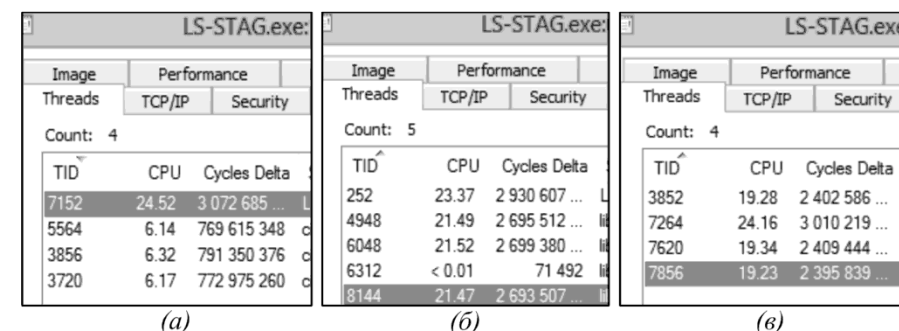 LS-STAG.exe:
Image Performance
Threads TCP/IP Security
Count: 4
TID CPU Cycles Delta
7152 24.52 3 072 685 ... L
5564 6.14 769 615 348 c
3856 6.32 791 350 376 c
3720 6.17 772 975 260 c
(а)
LS-STAG.exe:
Image Performance
Threads TCP/IP Security
Count: 5
TID CPU Cycles Delta
252 23.37 2 930 607 ... L
4948 21.49 2 695 512 ... lib
6048 21.52 2 699 380 ... lib
6312 < 0.01 71 492 lib
8144 21.47 2 693 507 ... li
(б)
LS-STAG.exe
Image Performance
Threads TCP/IP Security
Count: 4
TID CPU Cycles Delta
3852 19.28 2 402 586 ...
7264 24.16 3 010 219 ...
7620 19.34 2 409 444 ...
7856 19.23 2 395 839 ...
(в)